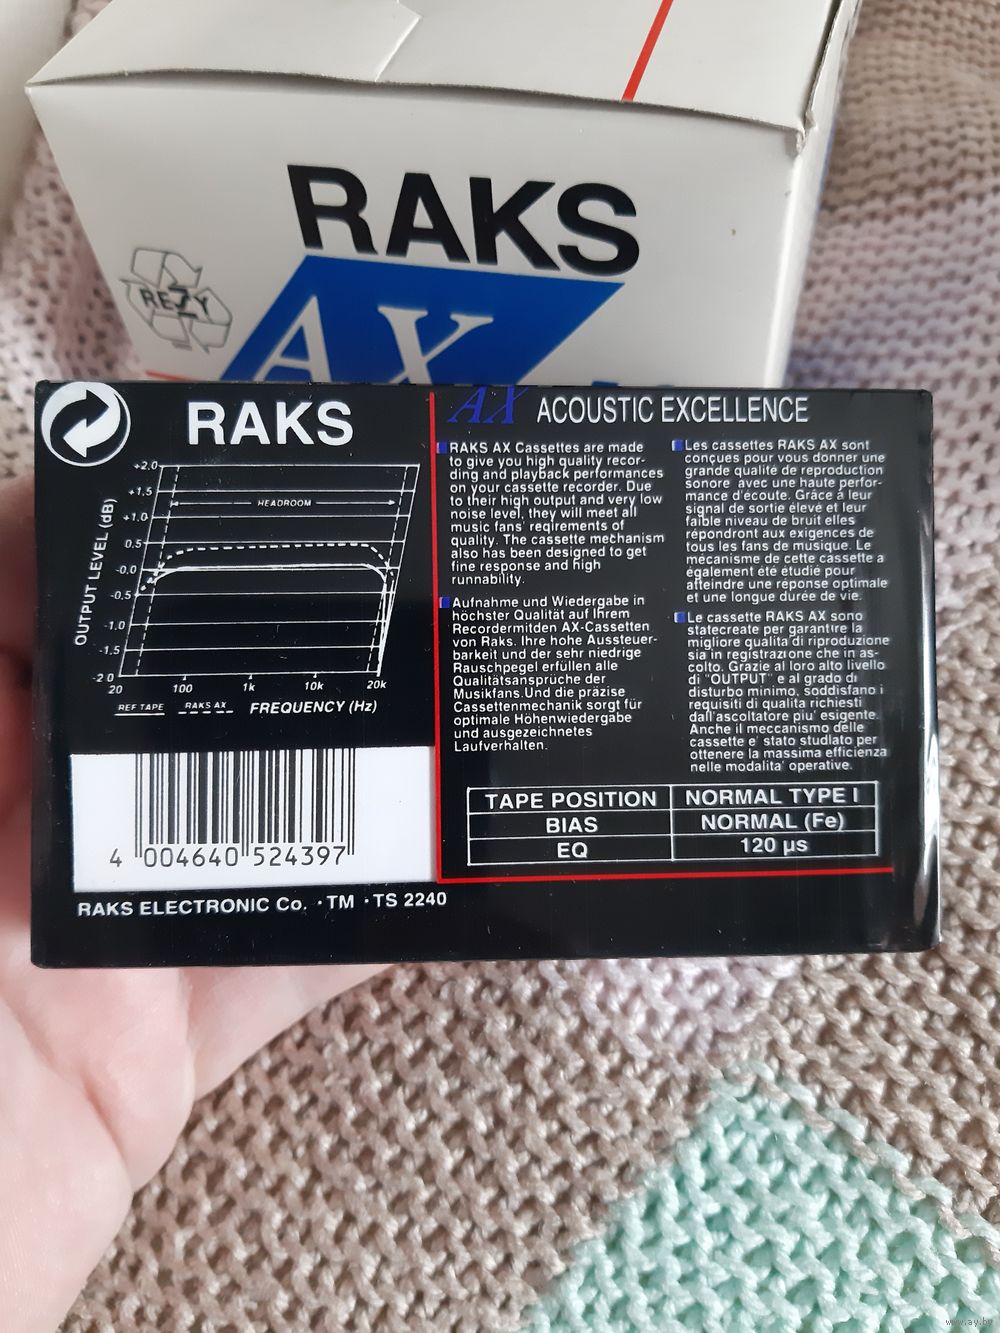 RAKS
REZY
AX
RAKS
AX ACOUSTIC EXCELLENCE
+2.0
+1.5
+1.0
0.5
-0.0
-0.5
-1.0
-1.5
-2 0
OUTPUT LEVEL (dB)
HEADROOM
20 100 1k 10k 20k
REF TAPE RAKS AX FREQUENCY (Hz)
RAKS AX Cassettes are made
to give you high quality recor-
ding and playback performances
on your cassette recorder. Due
to their high output and very low
noise level, they will meet all
music fans' reqirements of
quality. The cassette mechanism
also has been designed to get
fine response and high
runnability.
Aufnahme und Wiedergabe in
höchster Qualität auf Ihrem
Recordermitden AX-Cassetten
von Raks. Ihre hohe Aussteuer-
barkeit und der sehr niedrige
Rauschpegel erfüllen alle
Qualitätsansprüche der
Musikfans.Und die präzise
Cassettenmechanik sorgt für
optimale Höhenwiedergabe
und ausgezeichnetes
Laufverhalten.
Les cassettes RAKS AX sont
conçues pour vous donner une
grande qualité de reproduction
sonore avec une haute perfor-
mance d'écoute. Grâce à leur
signal de sortie élevé et leur
faible niveau de bruit elles
répondront aux exigences de
tous les fans de musique. Le
mécanisme de cette cassette a
également été étudié pour
atteindre une réponse optimale
et une longue durée de vie.
Le cassette RAKS AX sono
statecreate per garantire la
migliore qualita di riproduzione
sia in registrazione che in as-
colto. Grazie al loro alto livello
di "OUTPUT" e al grado di
disturbo minimo, soddisfano i
requisiti di qualita richiesti
dall'ascoltatore piu' esigente.
Anche il meccanismo delle
cassette e' stato studlato per
ottenere la massima efficienza
nelle modalita' operative.
TAPE POSITION NORMAL TYPE I
BIAS NORMAL (Fe)
EQ 120 µs
4 004640 524397
RAKS ELECTRONIC Co. · TM · TS 2240
www.ay.by